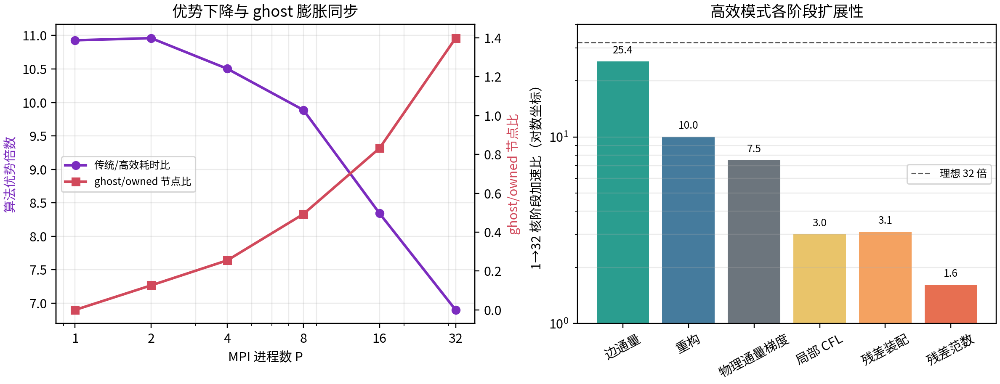 优势下降与 ghost 膨胀同步
11.0
10.5
10.0
9.5
9.0
8.5
8.0
7.5
7.0
算法优势倍数
传统/高效耗时比
ghost/owned 节点比
1.4
1.2
1.0
0.8
0.6
0.4
0.2
0.0
ghost/owned 节点比
1 2 4 8 16 32
MPI 进程数 P
高效模式各阶段扩展性
1→32 核阶段加速比（对数坐标）
10¹
10⁰
25.4
10.0
7.5
3.0
3.1
1.6
理想 32 倍
边通量
重构
物理通量梯度
局部 CFL
残差装配
残差范数